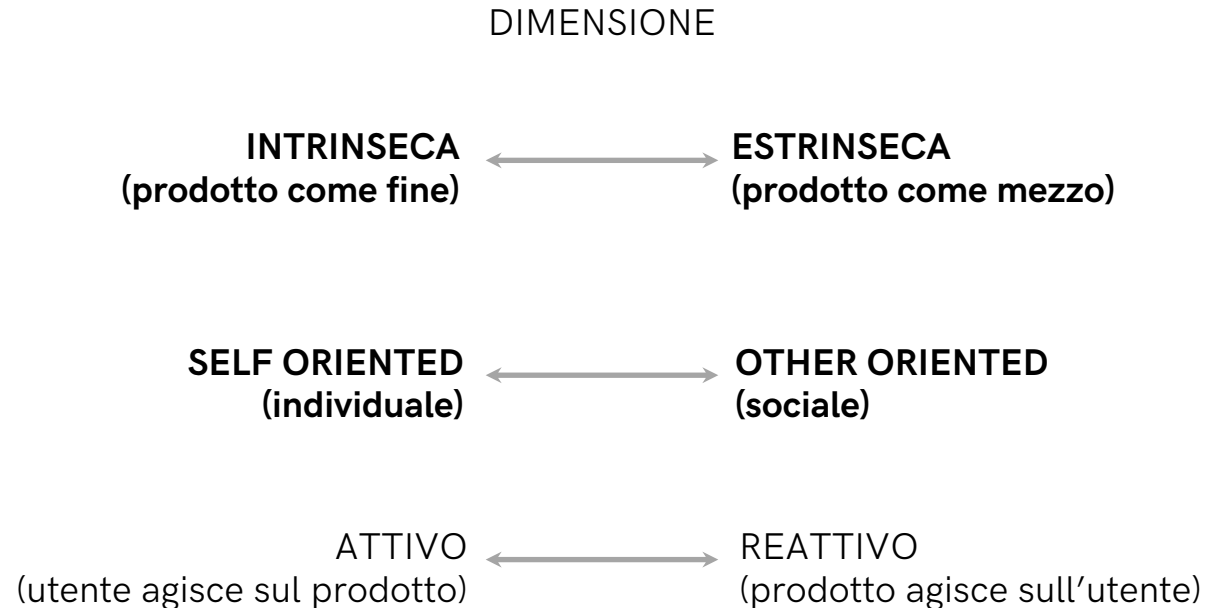 DIMENSIONE
INTRINSECA
(prodotto come fine)
ESTRINSECA
(prodotto come mezzo)
SELF ORIENTED
(individuale)
OTHER ORIENTED
(sociale)
ATTIVO
(utente agisce sul prodotto)
REATTIVO
(prodotto agisce sull’utente)